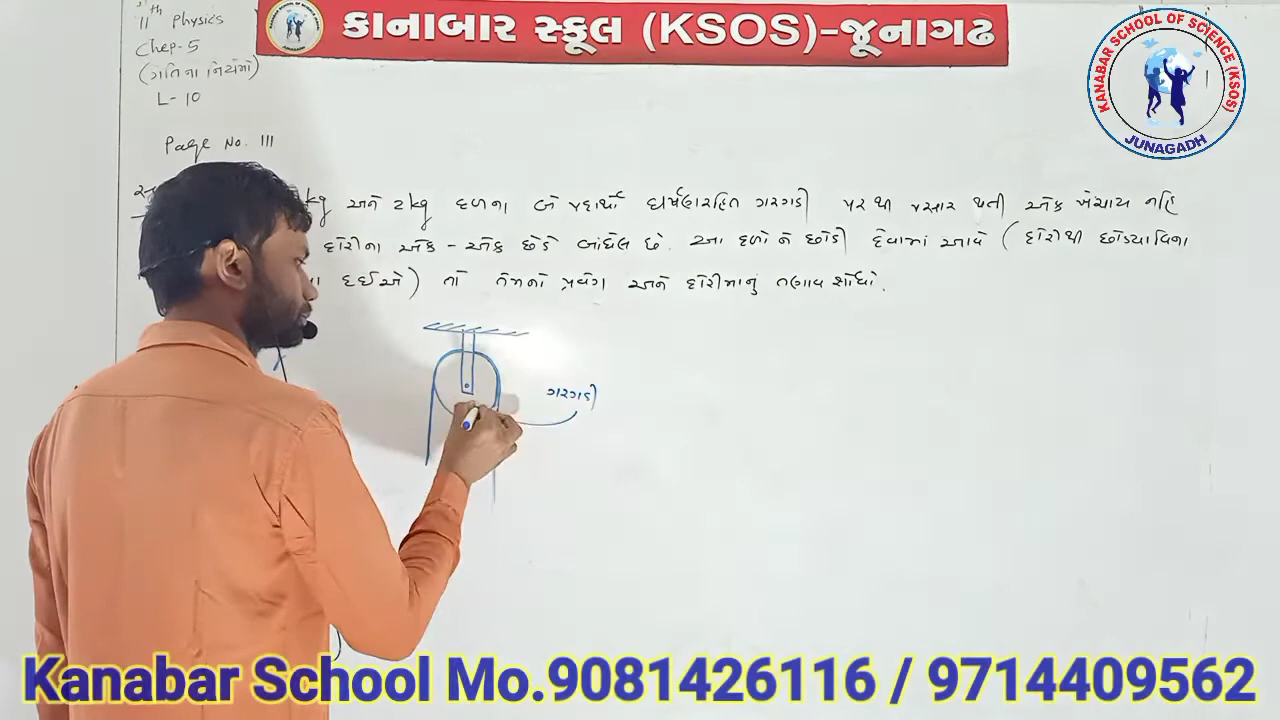 11th Physics
Chep-5
(ગતિના નિયમો)
L-10
Page No. 111
કાનાબાર સ્કૂલ (KSOS)-જૂનાગઢ
JUNAGADH
KANABAR SCHOOL OF SCIENCE (KSOS)
JUNAGADH
kg અને 2kg દળના બે પદાર્થો ઘર્ષણરહિત ગરગડી પરથી પસાર થતી એક ખેંચાય નહિ
દોરીના એક - એક છેડે બાંધેલ છે. આ દળોને છોડી દેવામાં આવે (દોરીથી છોડ્યા વિના
દઈએ) તો તેમનો પ્રવેગ અને દોરીમાંનું તણાવ શોધો.
ગરગડી
Kanabar School Mo.9081426116 / 9714409562